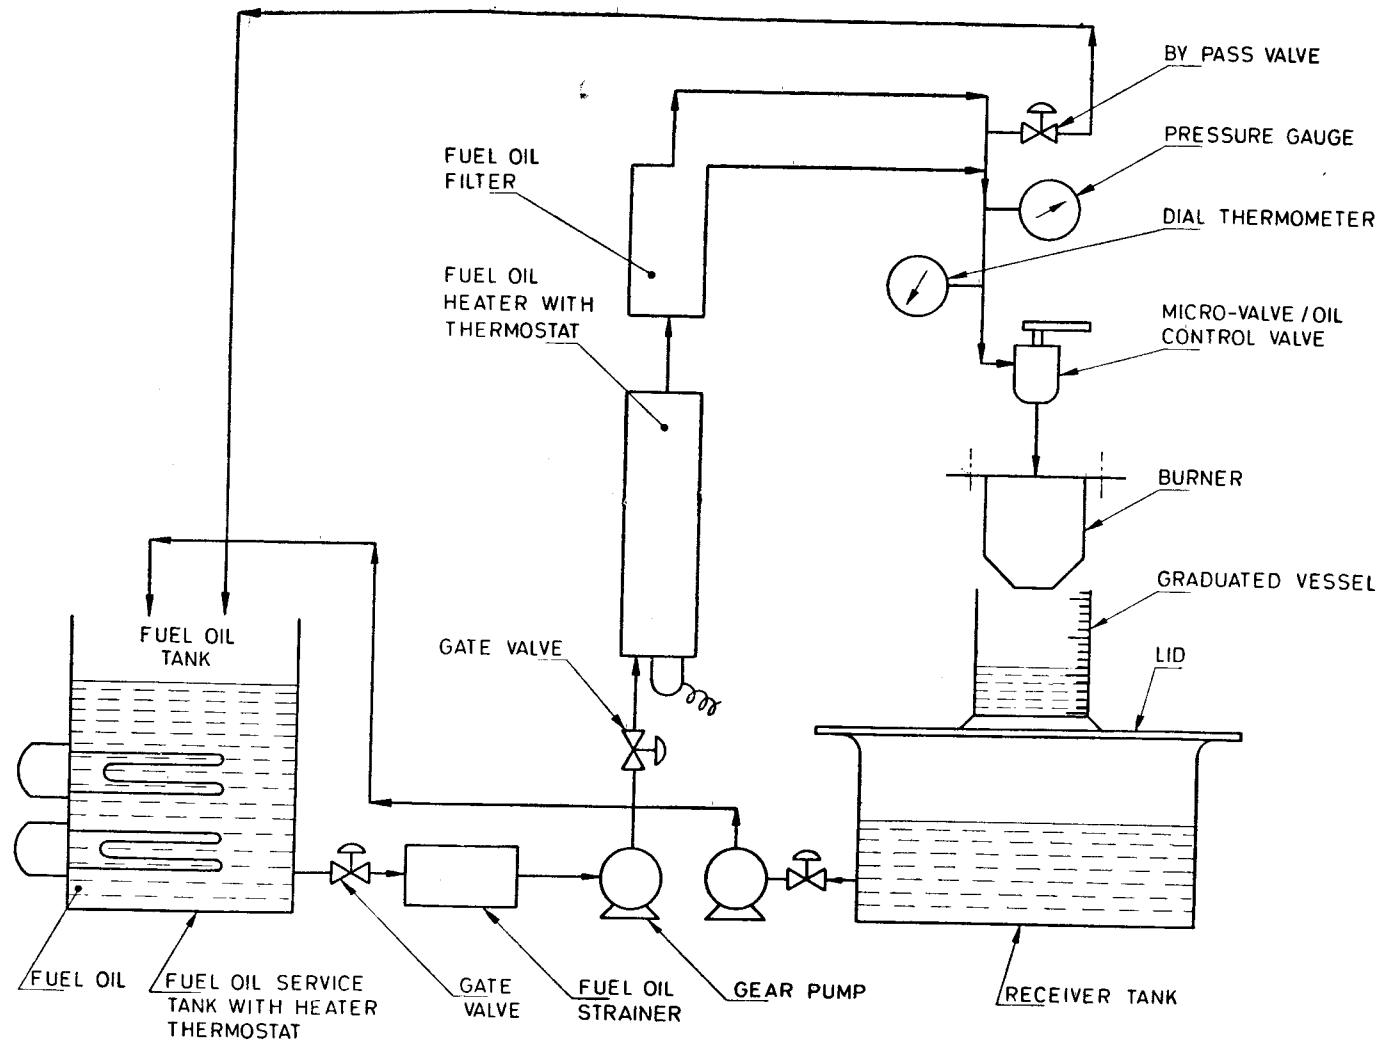 BY PASS VALVE
PRESSURE GAUGE
FUEL OIL
FILTER
DIAL THERMOMETER
FUEL OIL
HEATER WITH
THERMOSTAT
MICRO-VALVE/OIL
CONTROL VALVE
BURNER
GRADUATED VESSEL
FUEL OIL
TANK
GATE VALVE
LID
FUEL OIL
FUEL OIL SERVICE
TANK WITH HEATER
THERMOSTAT
GATE
VALVE
FUEL OIL
STRAINER
GEAR PUMP
RECEIVER TANK